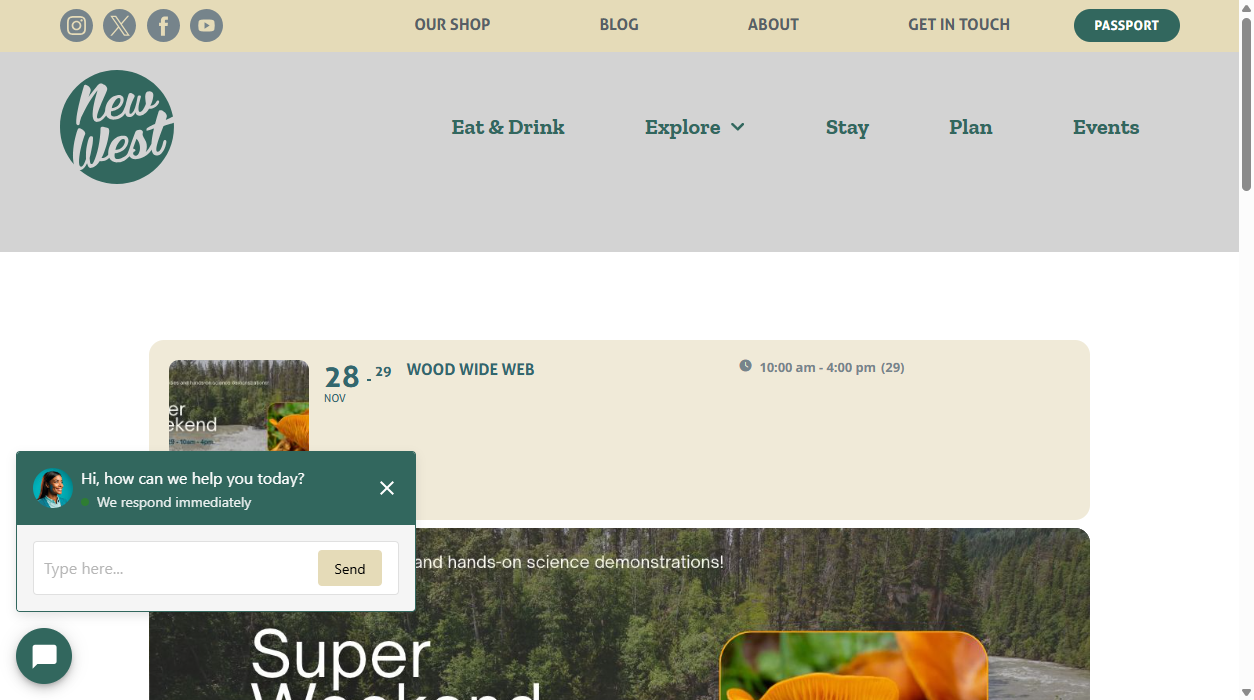 OUR SHOP
BLOG
ABOUT
GET IN TOUCH
PASSPORT
New West
Eat & Drink
Explore
Stay
Plan
Events
28 - 29
NOV
WOOD WIDE WEB
10:00 am - 4:00 pm (29)
Hi, how can we help you today?
We respond immediately
Type here...
Send
and hands-on science demonstrations!
Super
Weekend